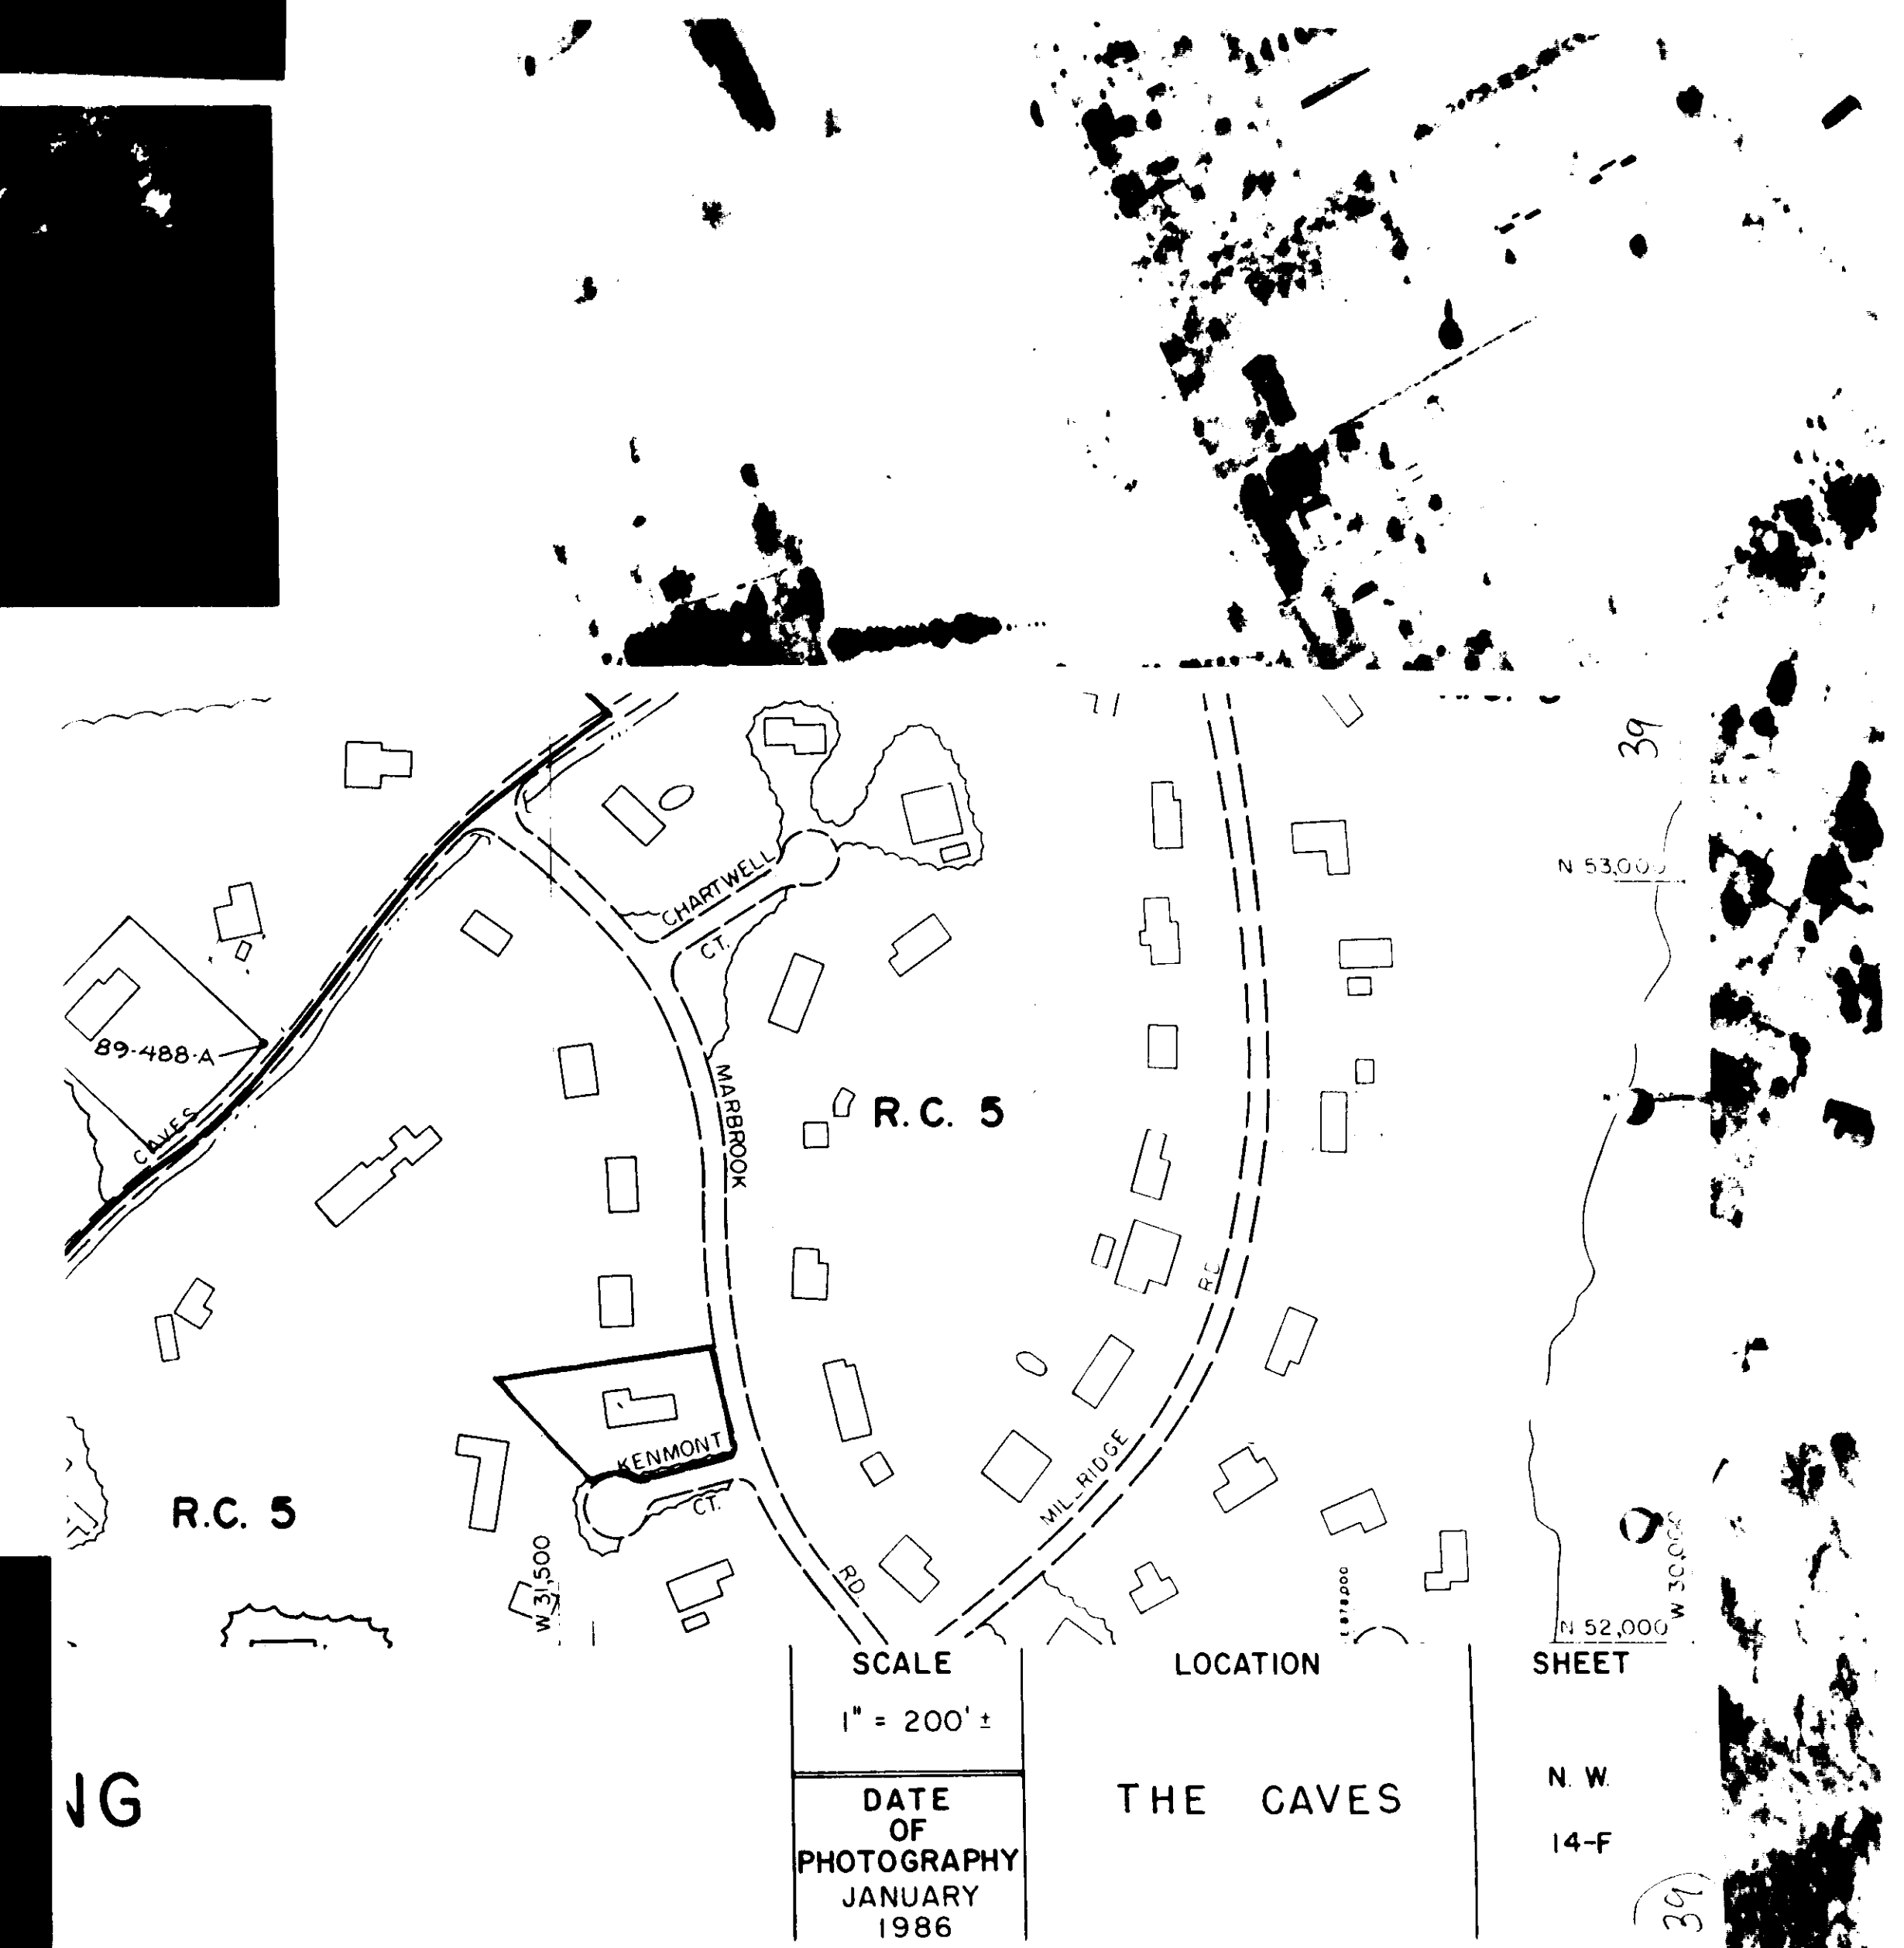 39
N 53,000
CHARTWELL
CT.
89-488-A
CAVES
MARBROOK
R.C. 5
RD.
KENMONT
CT.
MILLRIDGE
R.C. 5
W 31,500
RD.
W 30,000
N 52,000
SCALE
1" = 200' ±
LOCATION
SHEET
DATE
OF
PHOTOGRAPHY
JANUARY
1986
THE CAVES
N. W.
14-F
NG
39